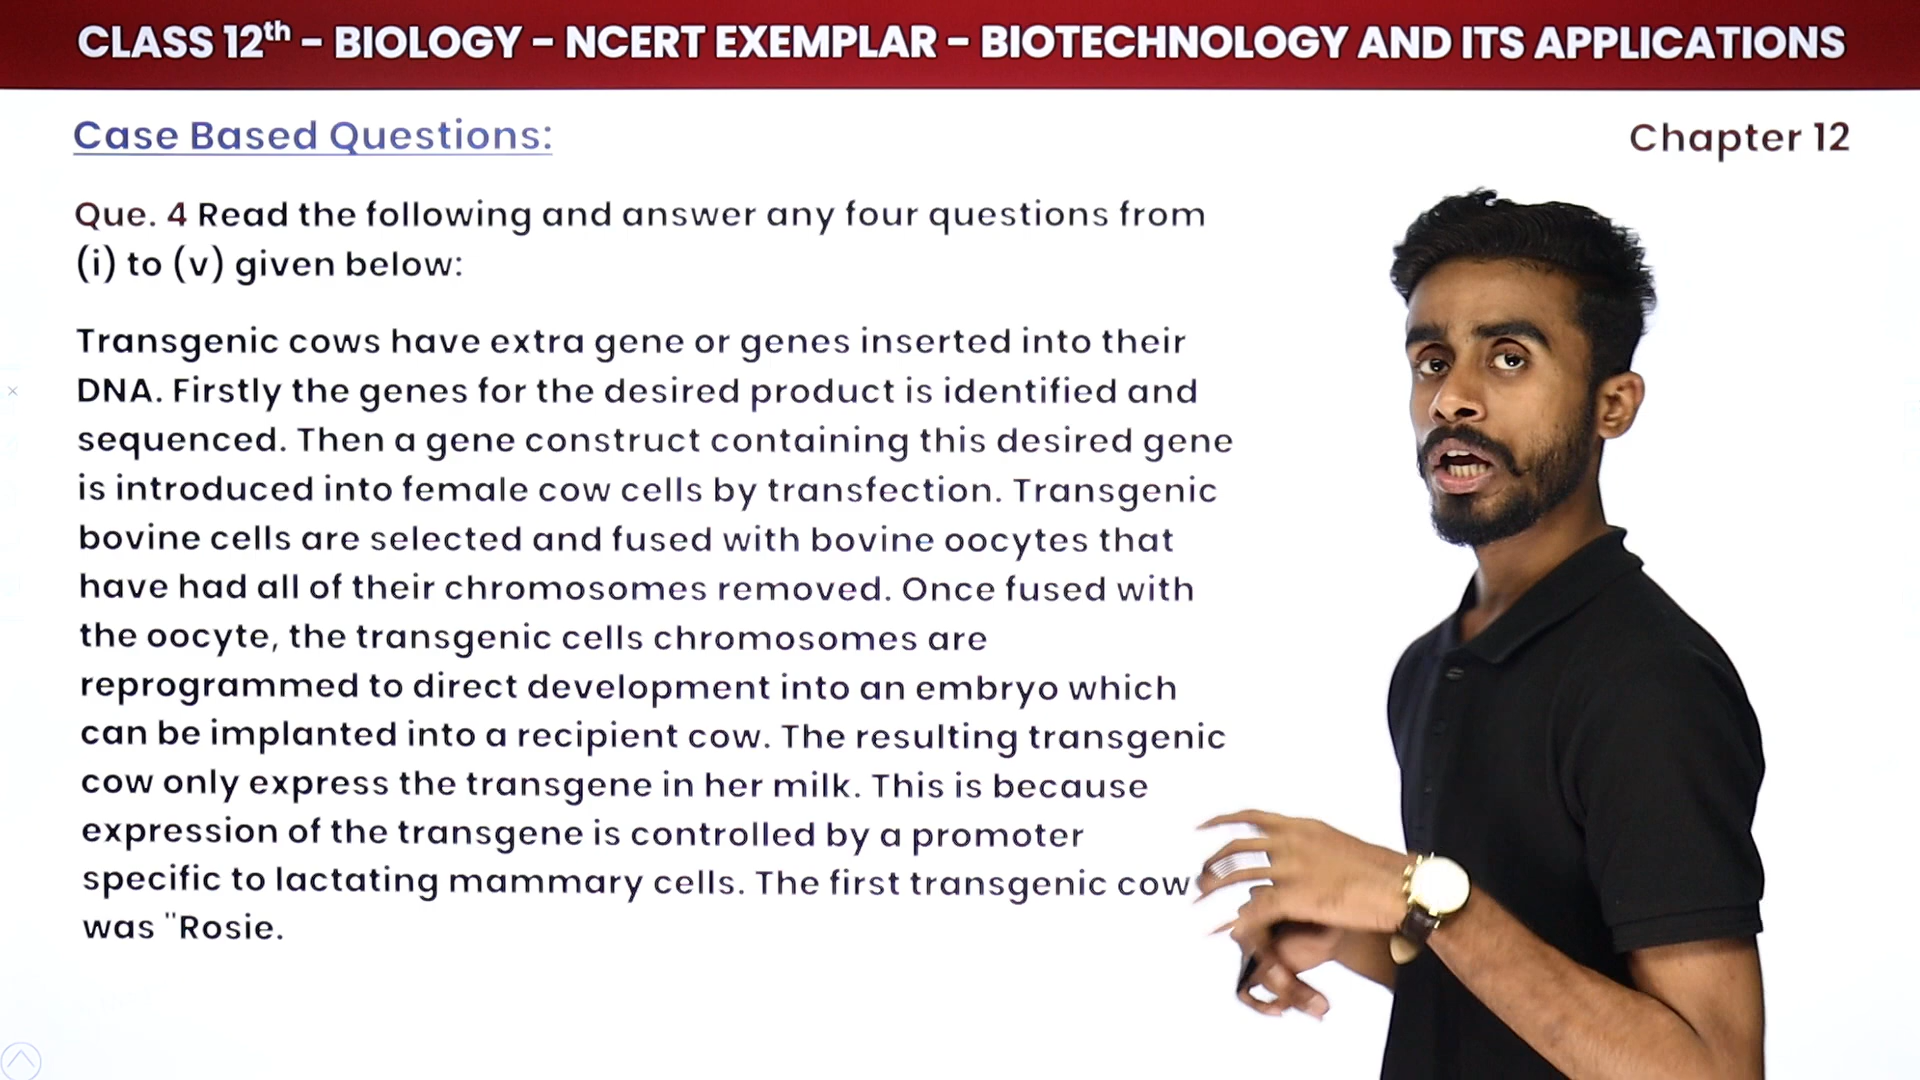 CLASS 12th - BIOLOGY - NCERT EXEMPLAR - BIOTECHNOLOGY AND ITS APPLICATIONS
Case Based Questions:
Chapter 12
Que. 4 Read the following and answer any four questions from
(i) to (v) given below:
Transgenic cows have extra gene or genes inserted into their
DNA. Firstly the genes for the desired product is identified and
sequenced. Then a gene construct containing this desired gene
is introduced into female cow cells by transfection. Transgenic
bovine cells are selected and fused with bovine oocytes that
have had all of their chromosomes removed. Once fused with
the oocyte, the transgenic cells chromosomes are
reprogrammed to direct development into an embryo which
can be implanted into a recipient cow. The resulting transgenic
cow only express the transgene in her milk. This is because
expression of the transgene is controlled by a promoter
specific to lactating mammary cells. The first transgenic cow
was "Rosie.